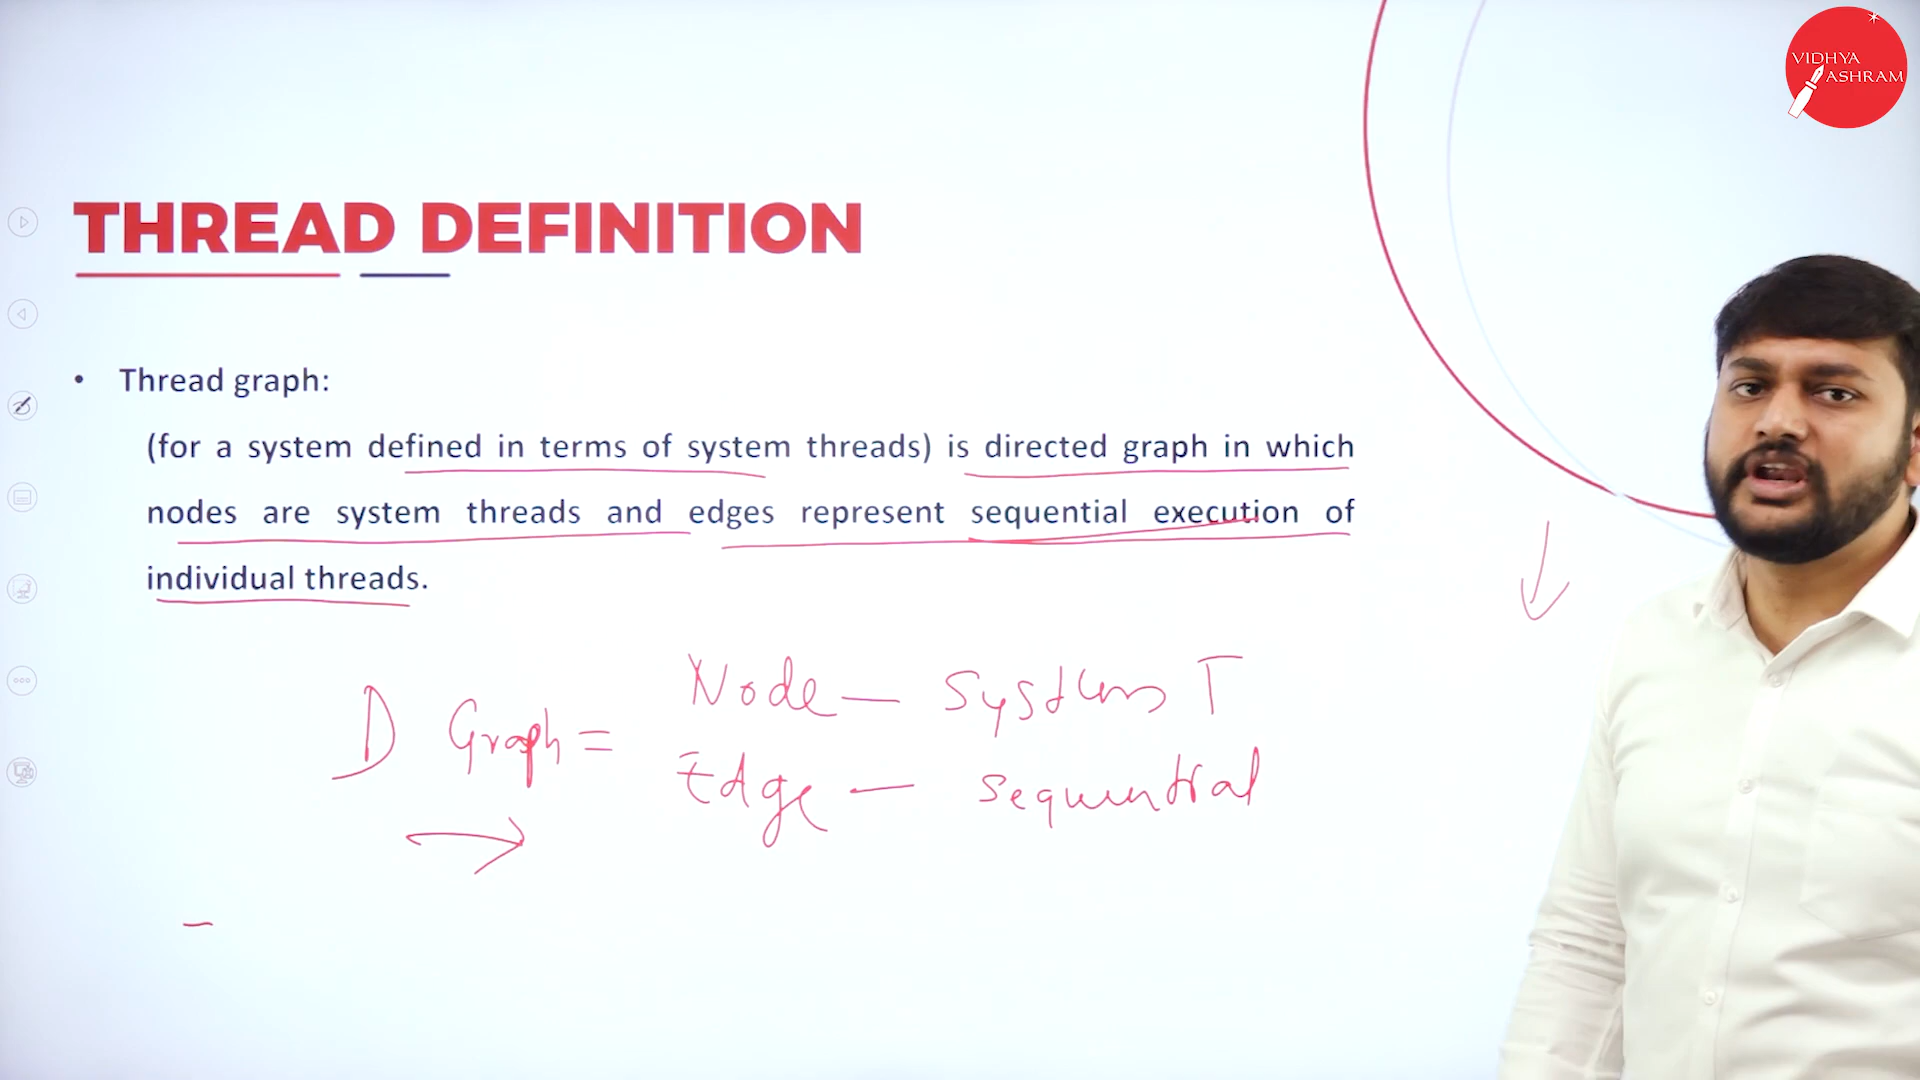 VIDHYA
ASHRAM
THREAD DEFINITION
• Thread graph:
(for a system defined in terms of system threads) is directed graph in which
nodes are system threads and edges represent sequential execution of
individual threads.
Node — System T
D Graph =
Edge — sequential